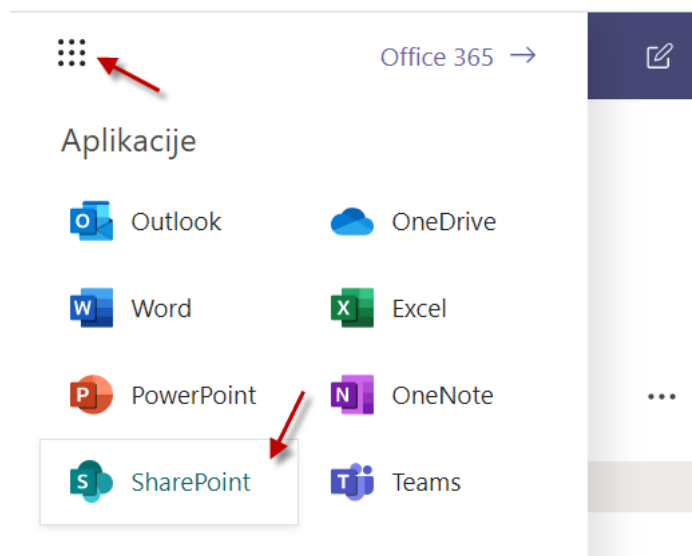 Office 365 →
Aplikacije
Outlook
OneDrive
Word
Excel
PowerPoint
OneNote
SharePoint
Teams